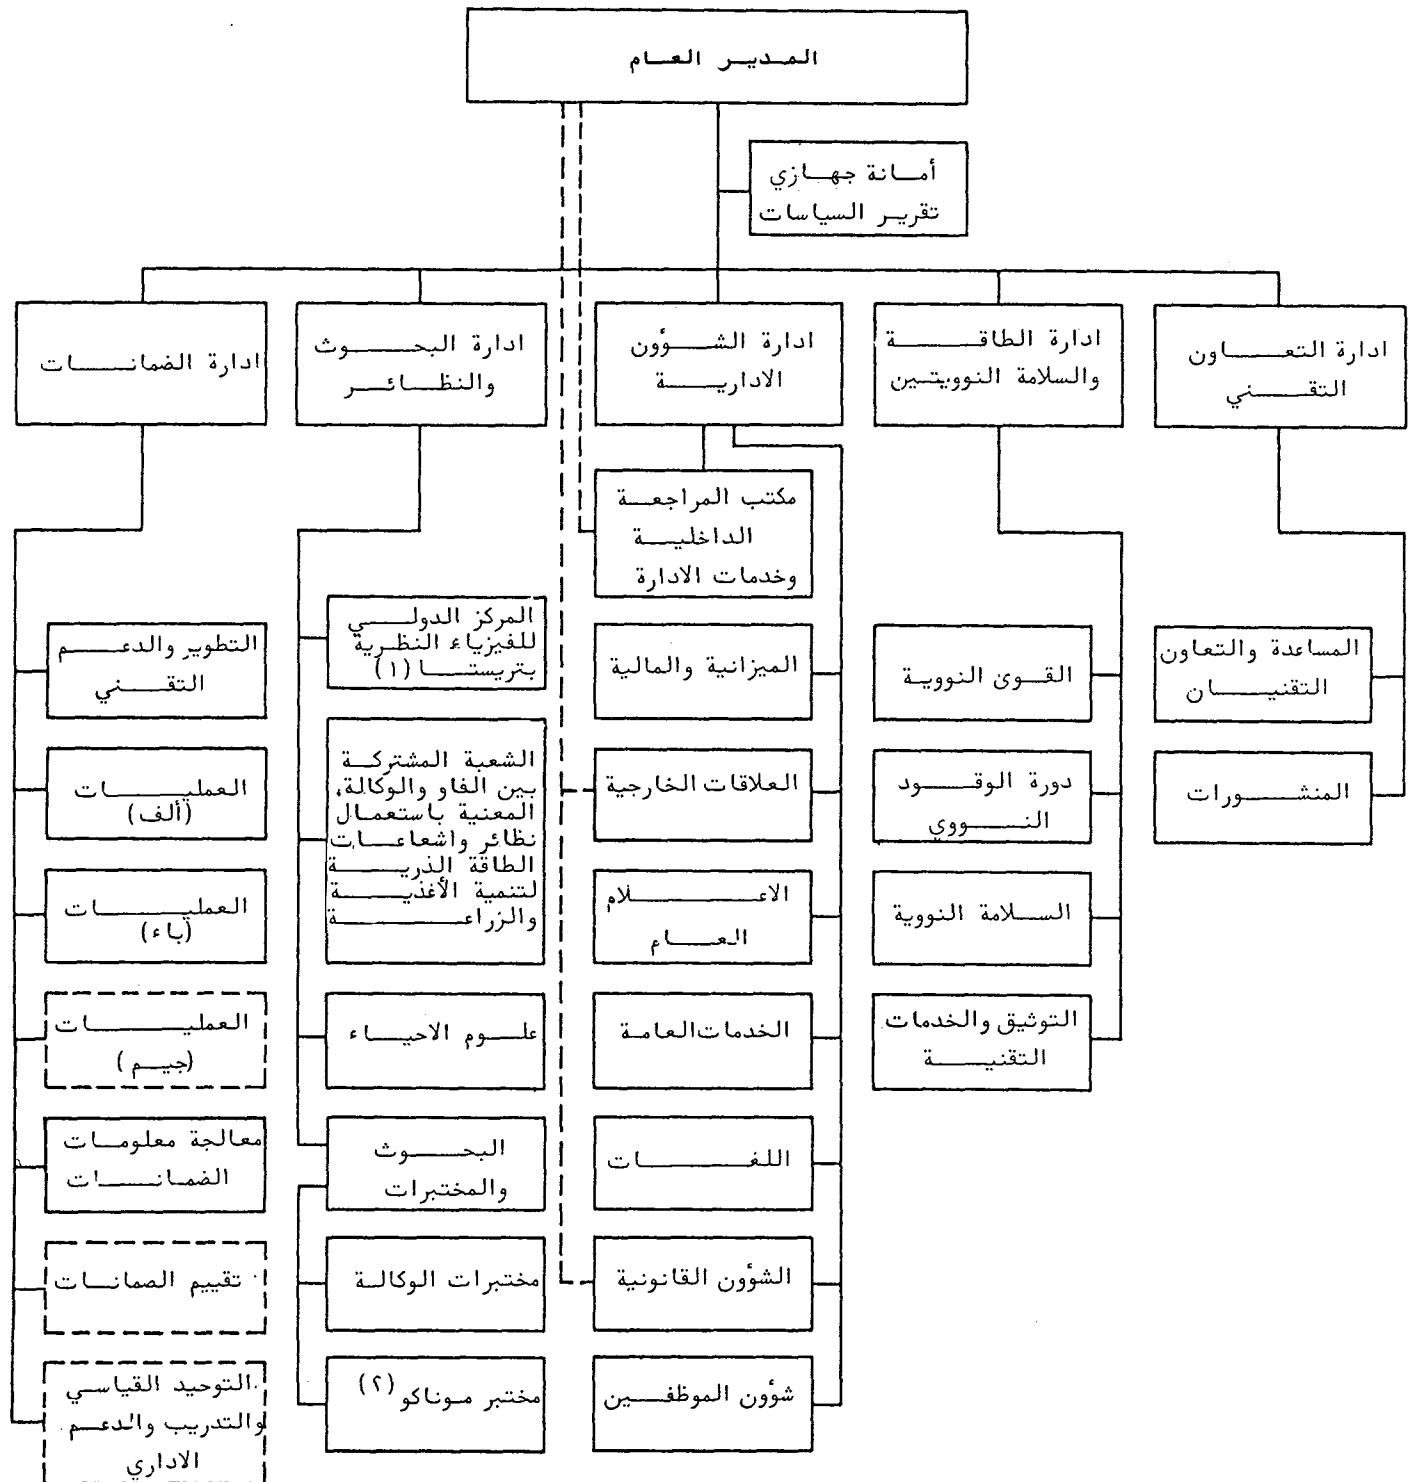 المدير العام
أمانة جهازي
تقرير السياسات
ادارة التعاون
التقني
ادارة الطاقة
والسلامة النوويتين
ادارة الشؤون
الادارية
ادارة البحوث
والنظائر
ادارة الضمانات
المساعدة والتعاون
التقنيان
المنشورات
القوى النووية
دورة الوقود
النووي
السلامة النووية
التوثيق والخدمات
التقنية
مكتب المراجعة
الداخلية
وخدمات الادارة
الميزانية والمالية
العلاقات الخارجية
الاعلام
العام
الخدمات العامة
اللغات
الشؤون القانونية
شؤون الموظفين
المركز الدولي
للفيزياء النظرية
بتريستا (١)
الشعبة المشتركة
بين الفاو والوكالة،
المعنية باستعمال
نظائر واشعاعات
الطاقة الذرية
لتنمية الأغذية
والزراعة
علوم الاحياء
البحوث
والمختبرات
مختبرات الوكالة
مختبر موناكو (٢)
التطوير والدعم
التقني
العمليات
(ألف)
العمليات
(باء)
العمليات
(جيم)
معالجة معلومات
الضمانات
تقييم الضمانات
التوحيد القياسي
والتدريب والدعم
الاداري